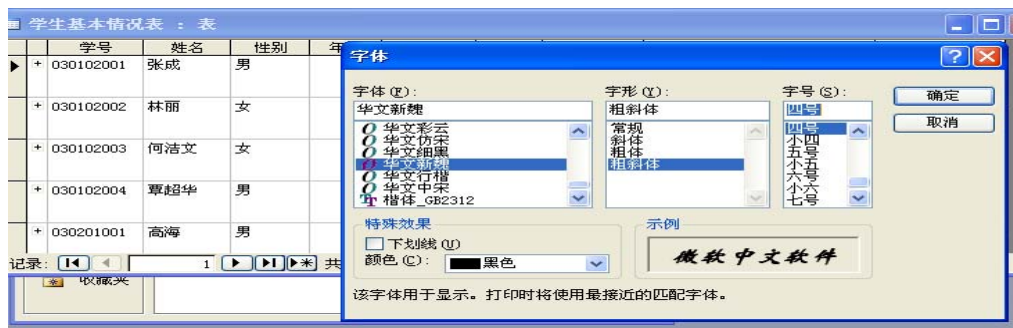 学生基本情况表 : 表
学号 姓名 性别 年
+ 030102001 张成 男
+ 030102002 林丽 女
+ 030102003 何洁文 女
+ 030102004 覃超华 男
+ 030201001 高海 男
记录: 1 共
收藏夹
字体
字体(F): 字形(Y): 字号(S):
华文新魏 粗斜体 四号
确定
取消
华文彩云 常规 四号
华文仿宋 斜体 小四
华文细黑 粗体 五号
华文新魏 粗斜体 小五
华文行楷 六号
华文中宋 小六
楷体_GB2312 七号
特殊效果
下划线(U)
颜色(C): 黑色
示例
微软中文软件
该字体用于显示。打印时将使用最接近的匹配字体。